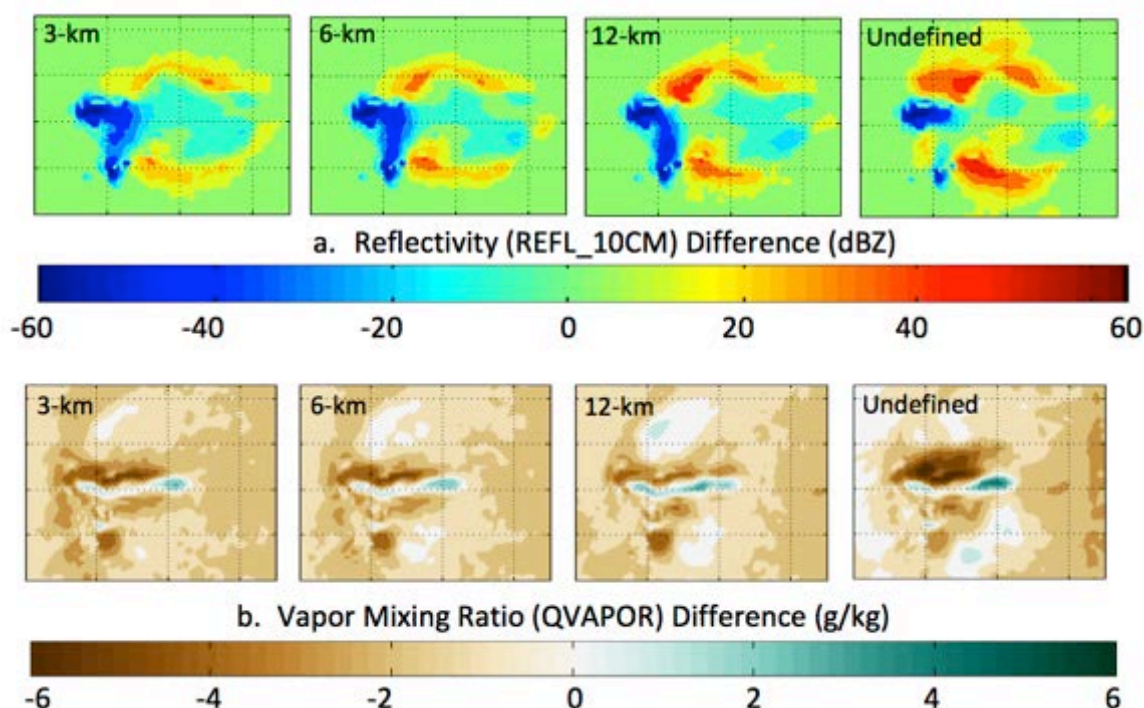 3-km 6-km 12-km Undefined
a. Reflectivity (REFL_10CM) Difference (dBZ)
-60 -40 -20 0 20 40 60
3-km 6-km 12-km Undefined
b. Vapor Mixing Ratio (QVAPOR) Difference (g/kg)
-6 -4 -2 0 2 4 6